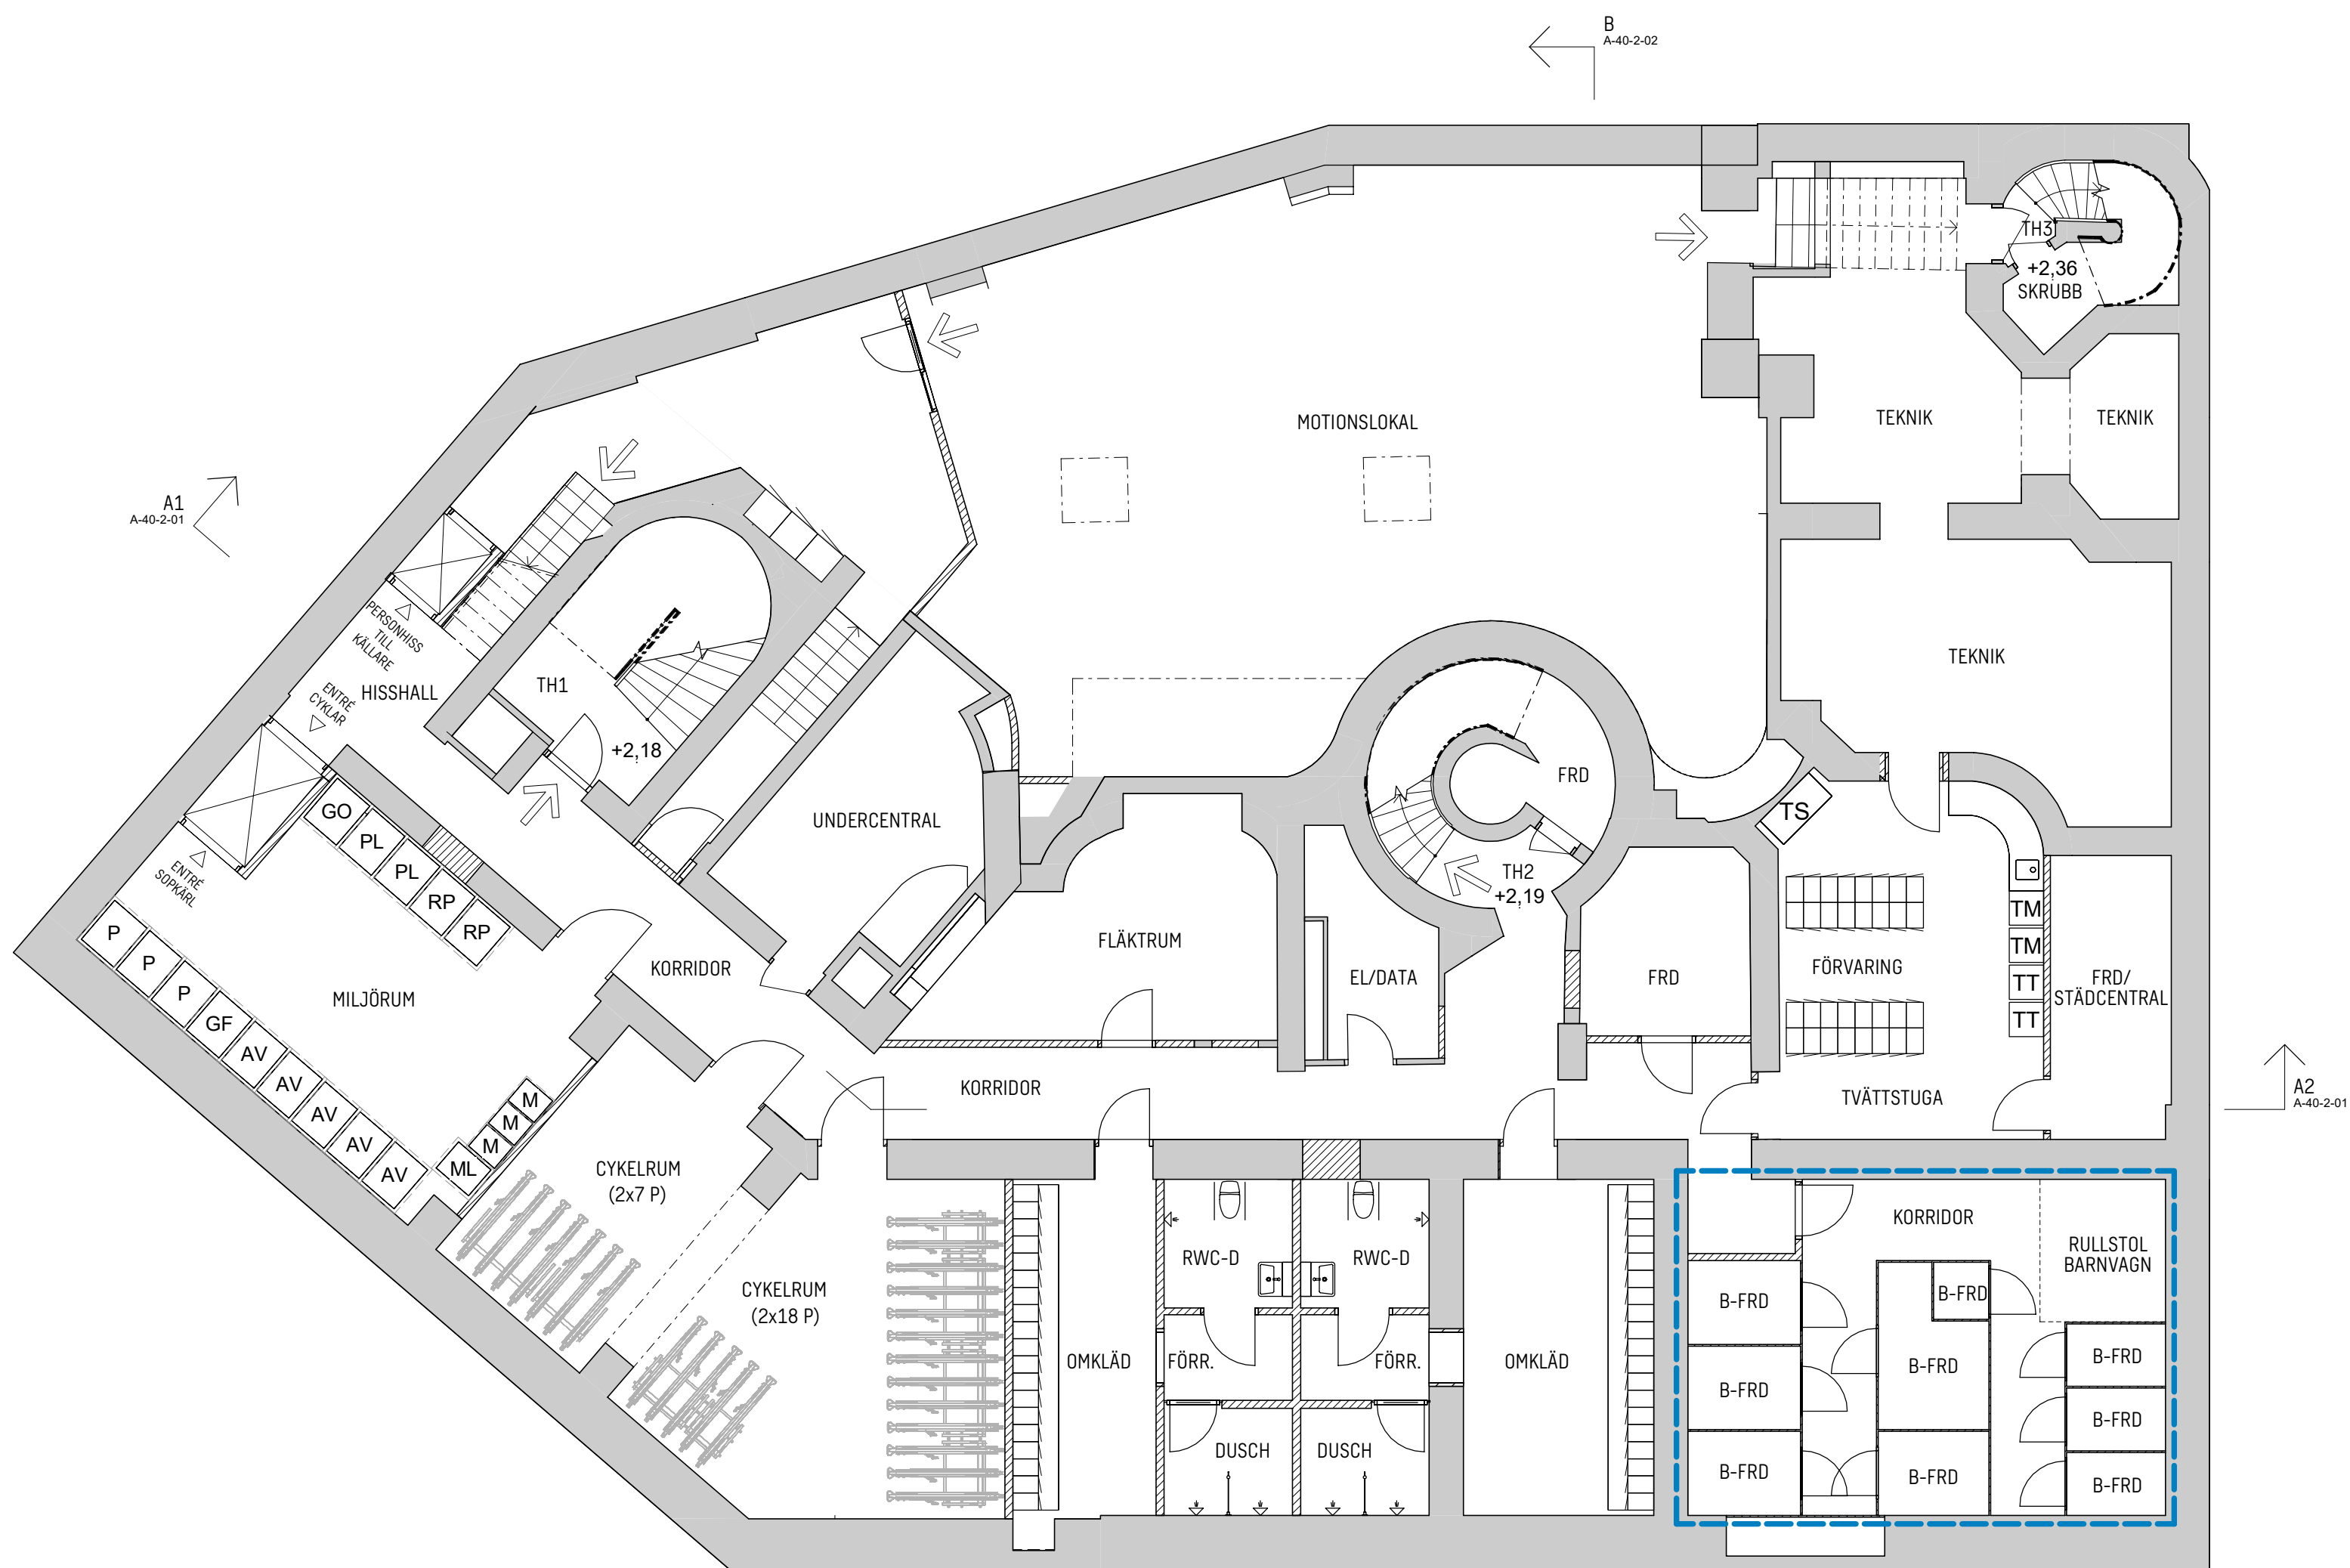 B
A-40-2-02
TH3
+2,36
SKRUBB
MOTIONSLOKAL
TEKNIK
TEKNIK
A1
A-40-2-01
PERSONHISS
TILL
KÄLLARE
ENTRÉ
CYKLAR
HISSHALL
TH1
+2,18
TEKNIK
FRD
TS
GO
PL
PL
RP
RP
UNDERCENTRAL
ENTRÉ
SOPKÄRL
TH2
+2,19
P
P
P
GF
AV
AV
AV
AV
AV
MILJÖRUM
KORRIDOR
FLÄKTRUM
EL/DATA
FRD
FÖRVARING
TM
TM
TT
TT
FRD/
STÄDCENTRAL
M
M
M
ML
KORRIDOR
TVÄTTSTUGA
A2
A-40-2-01
CYKELRUM
(2x7 P)
CYKELRUM
(2x18 P)
RWC-D
RWC-D
KORRIDOR
RULLSTOL
BARNVAGN
B-FRD
B-FRD
OMKLÄD
FÖRR.
FÖRR.
OMKLÄD
B-FRD
B-FRD
B-FRD
B-FRD
DUSCH
DUSCH
B-FRD
B-FRD
B-FRD